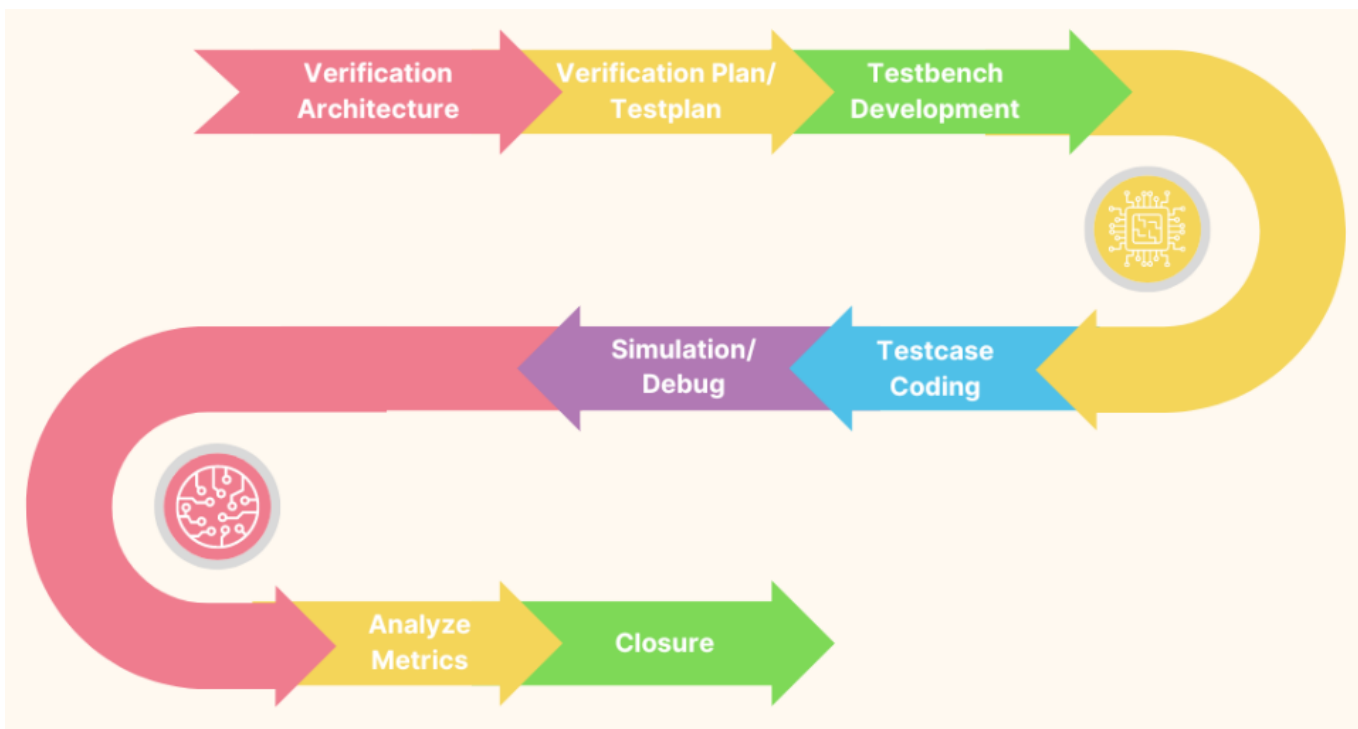 Verification
Architecture
Verification Plan/
Testplan
Testbench
Development
Testcase
Coding
Simulation/
Debug
Analyze
Metrics
Closure